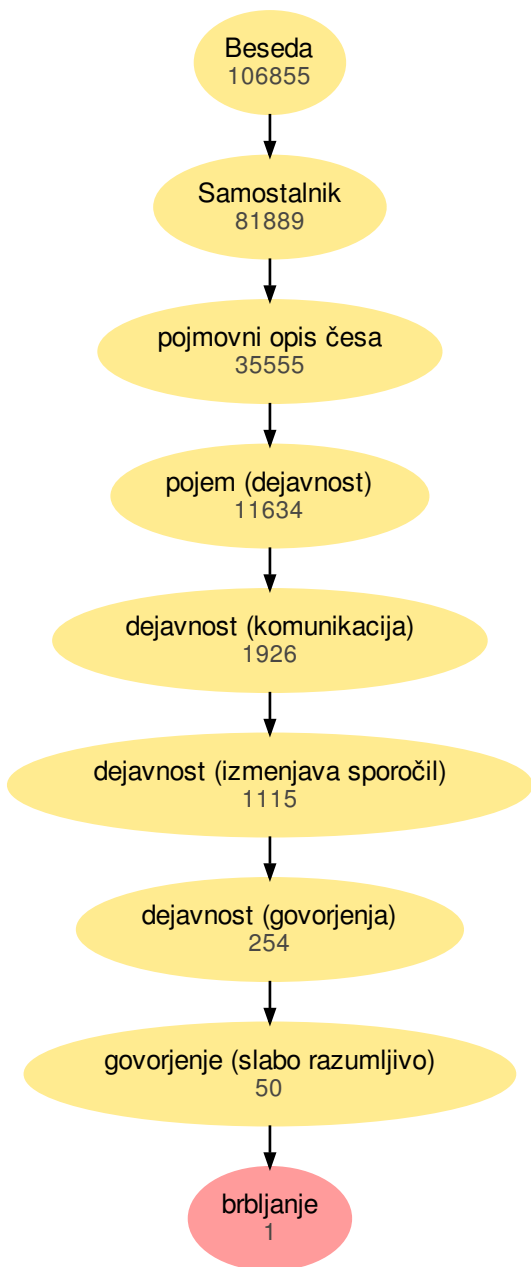 Beseda
106855
Samostalnik
81889
pojmovni opis česa
35555
pojem (dejavnost)
11634
dejavnost (komunikacija)
1926
dejavnost (izmenjava sporočil)
1115
dejavnost (govorjenja)
254
govorjenje (slabo razumljivo)
50
brbljanje
1